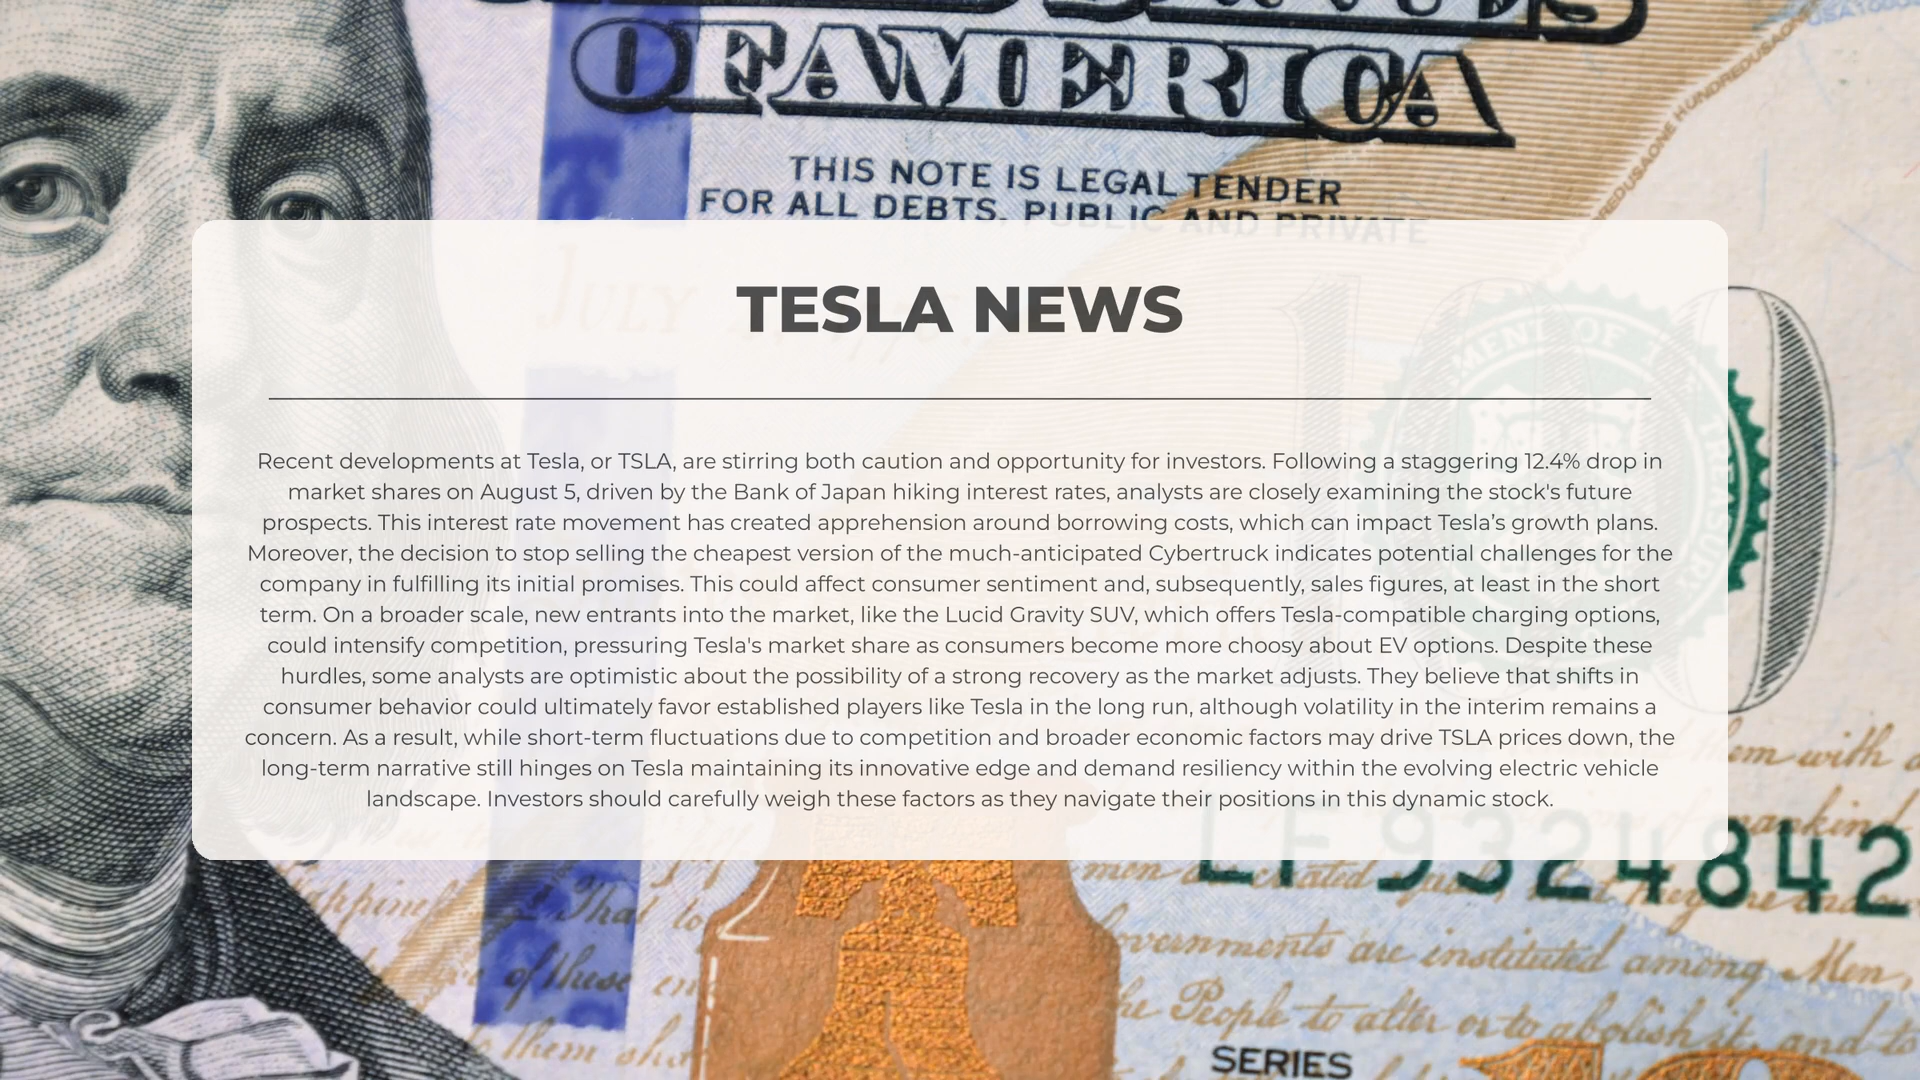 OF AMERICA
THIS NOTE IS LEGAL TENDER
FOR ALL DEBTS, PUBLIC AND PRIVATE
TESLA NEWS
Recent developments at Tesla, or TSLA, are stirring both caution and opportunity for investors. Following a staggering 12.4% drop in
market shares on August 5, driven by the Bank of Japan hiking interest rates, analysts are closely examining the stock's future
prospects. This interest rate movement has created apprehension around borrowing costs, which can impact Tesla’s growth plans.
Moreover, the decision to stop selling the cheapest version of the much-anticipated Cybertruck indicates potential challenges for the
company in fulfilling its initial promises. This could affect consumer sentiment and, subsequently, sales figures, at least in the short
term. On a broader scale, new entrants into the market, like the Lucid Gravity SUV, which offers Tesla-compatible charging options,
could intensify competition, pressuring Tesla's market share as consumers become more choosy about EV options. Despite these
hurdles, some analysts are optimistic about the possibility of a strong recovery as the market adjusts. They believe that shifts in
consumer behavior could ultimately favor established players like Tesla in the long run, although volatility in the interim remains a
concern. As a result, while short-term fluctuations due to competition and broader economic factors may drive TSLA prices down, the
long-term narrative still hinges on Tesla maintaining its innovative edge and demand resiliency within the evolving electric vehicle
landscape. Investors should carefully weigh these factors as they navigate their positions in this dynamic stock.
JULY
100
them with
mankind
LF 9324842
That to
of these
governments are instituted among Men,
the People to alter or to abolish it, and to
them sha
SERIES